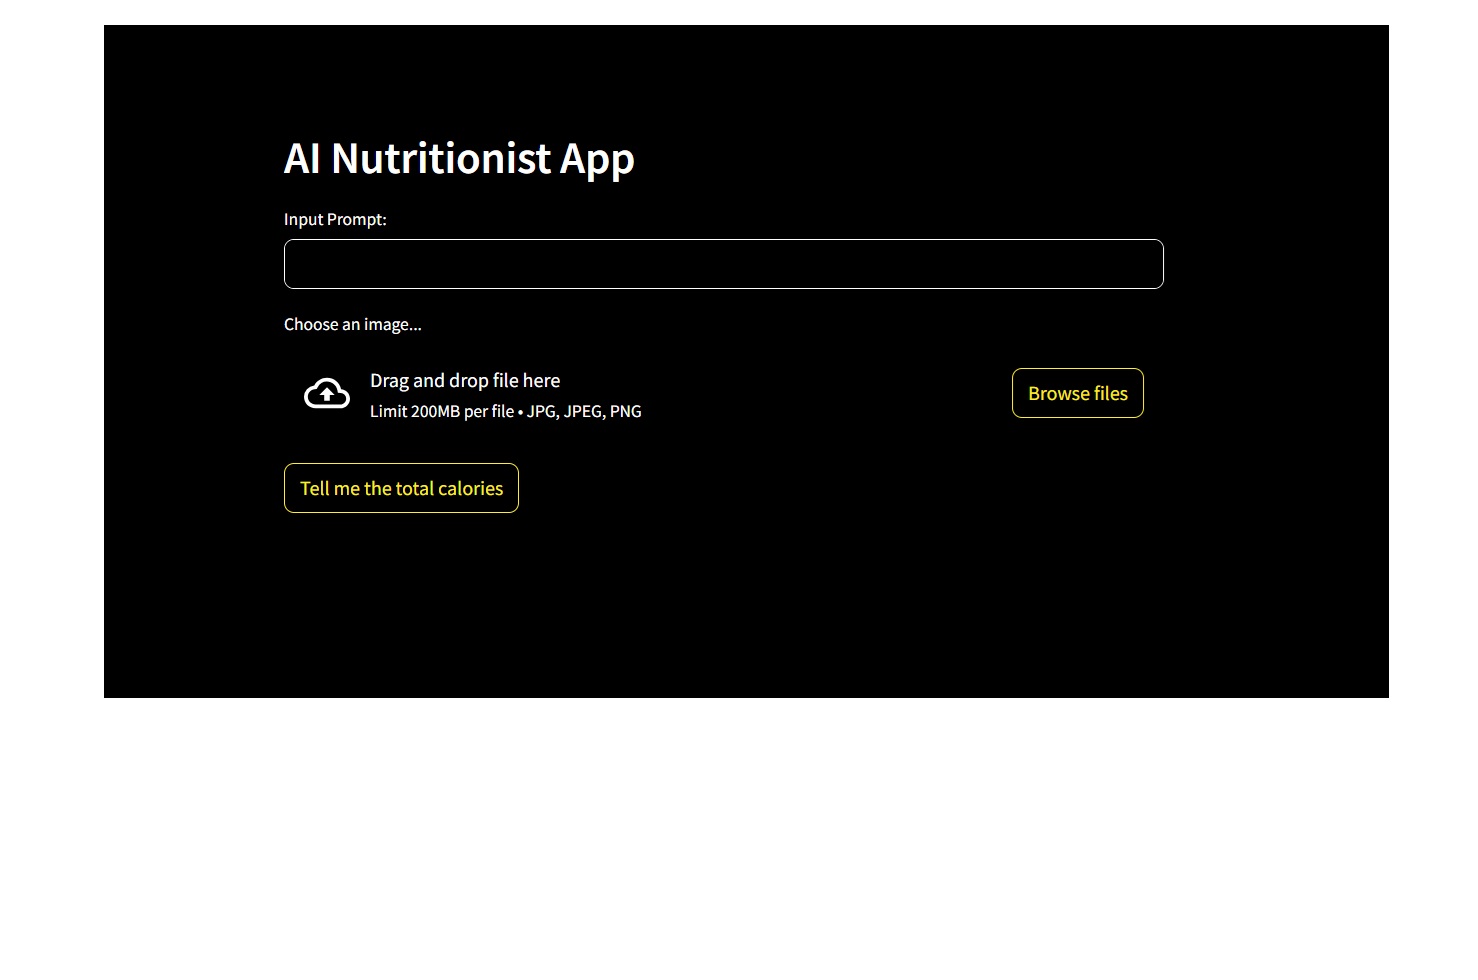 AI Nutritionist App
Input Prompt:
Choose an image...
Drag and drop file here
Limit 200MB per file • JPG, JPEG, PNG
Browse files
Tell me the total calories